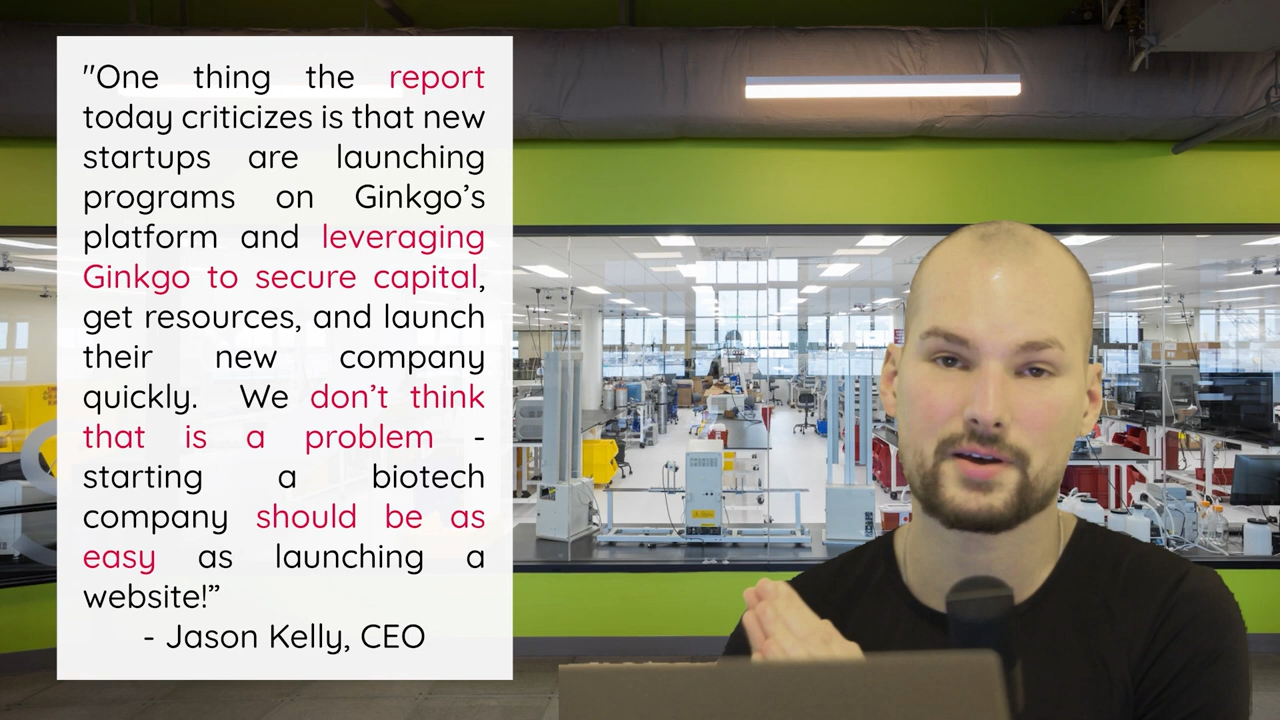 "One thing the report
today criticizes is that new
startups are launching
programs on Ginkgo’s
platform and leveraging
Ginkgo to secure capital,
get resources, and launch
their new company
quickly. We don’t think
that is a problem -
starting a biotech
company should be as
easy as launching a
website!”
- Jason Kelly, CEO